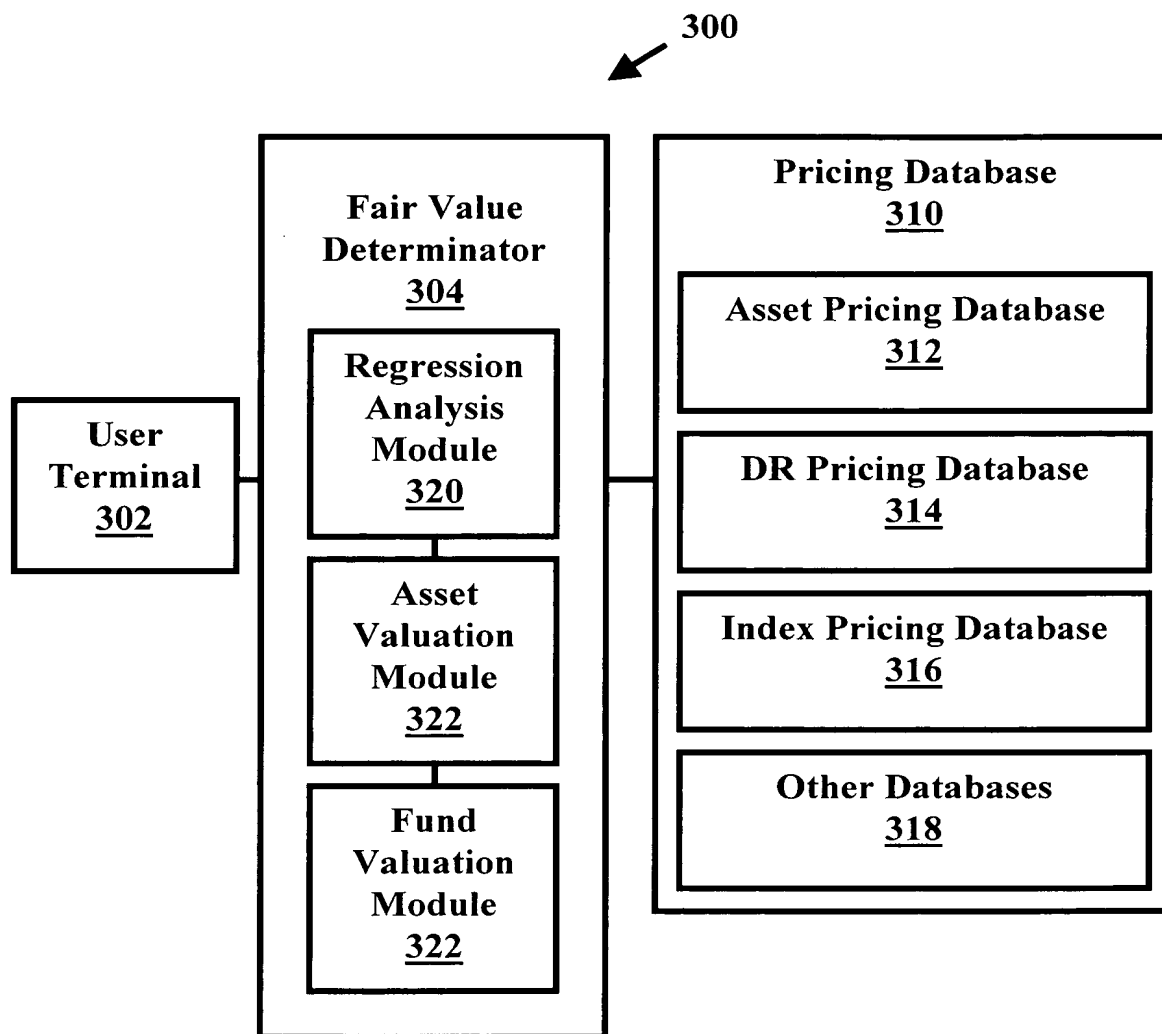 300
User
Terminal
302
Fair Value
Determinator
304
Regression
Analysis
Module
320
Asset
Valuation
Module
322
Fund
Valuation
Module
322
Pricing Database
310
Asset Pricing Database
312
DR Pricing Database
314
Index Pricing Database
316
Other Databases
318